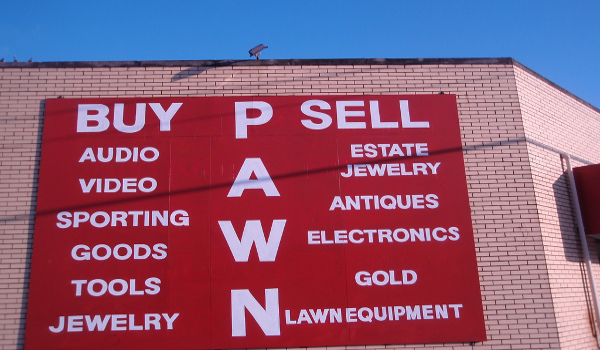 BUY
AUDIO
VIDEO
SPORTING
GOODS
TOOLS
JEWELRY
P
A
W
N
SELL
ESTATE
JEWELRY
ANTIQUES
ELECTRONICS
GOLD
LAWN EQUIPMENT